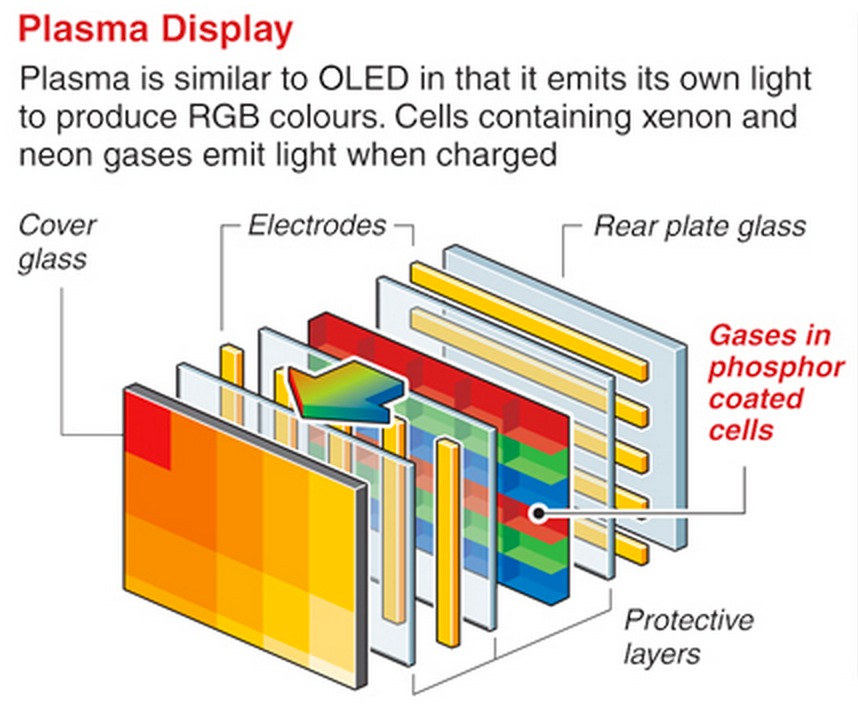 Plasma Display
Plasma is similar to OLED in that it emits its own light
to produce RGB colours. Cells containing xenon and
neon gases emit light when charged
Cover
glass
Electrodes
Rear plate glass
Gases in
phosphor
coated
cells
Protective
layers